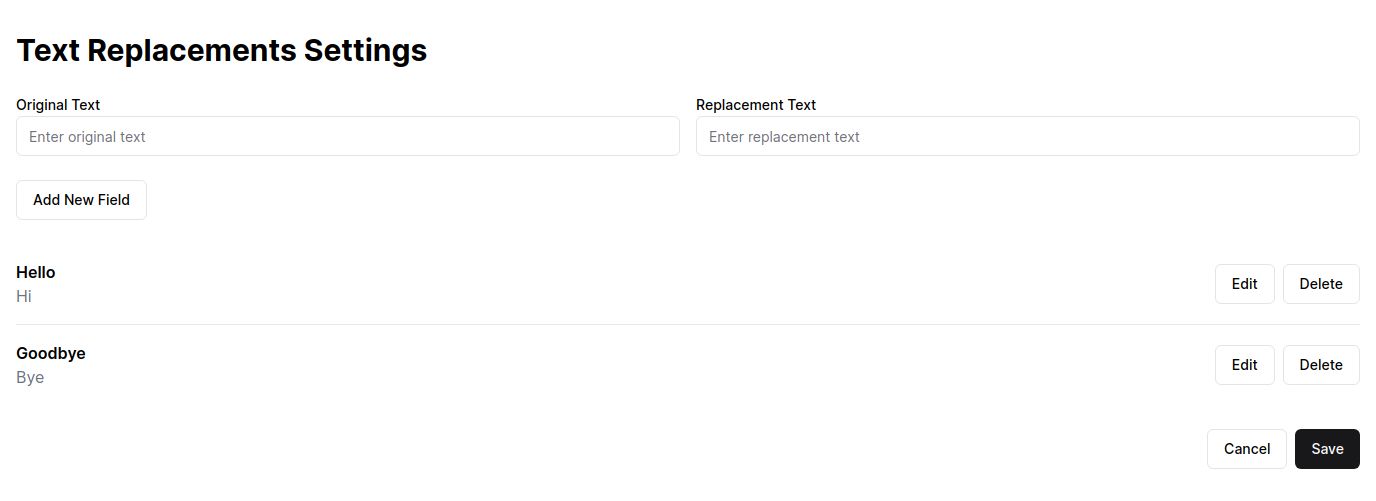 Text Replacements Settings
Original Text
Replacement Text
Enter original text
Enter replacement text
Add New Field
Hello
Hi
Edit
Delete
Goodbye
Bye
Edit
Delete
Cancel
Save